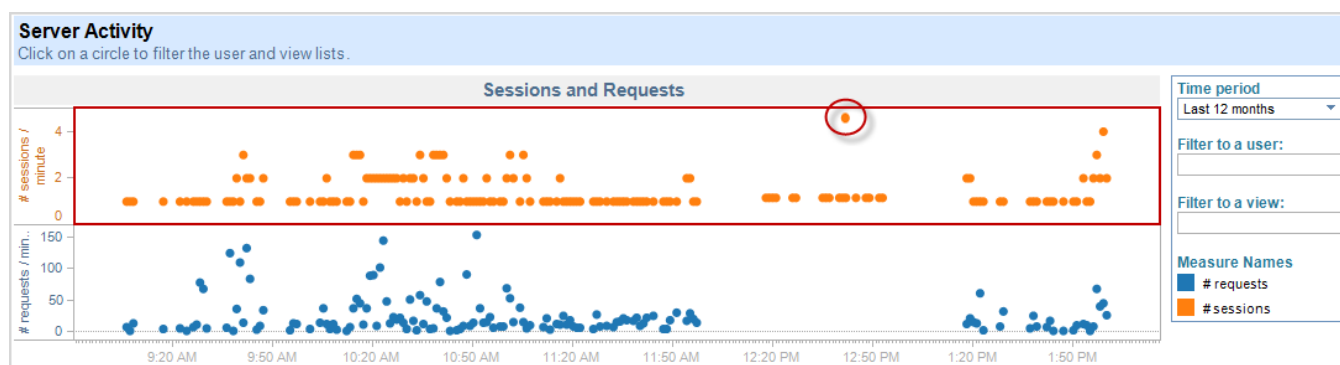 Server Activity
Click on a circle to filter the user and view lists.
Sessions and Requests
# sessions /
minute
4
2
0
# requests / min..
150
100
50
0
9:20 AM 9:50 AM 10:20 AM 10:50 AM 11:20 AM 11:50 AM 12:20 PM 12:50 PM 1:20 PM 1:50 PM
Time period
Last 12 months
Filter to a user:
Filter to a view:
Measure Names
# requests
# sessions